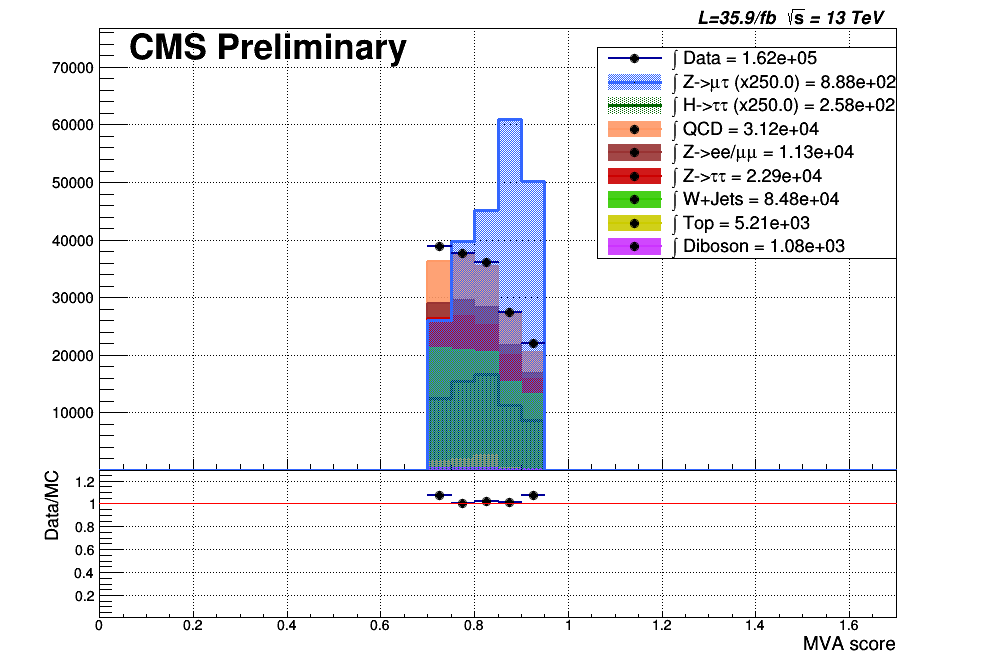 L=35.9/fb √s = 13 TeV
CMS Preliminary
∫ Data = 1.62e+05
∫ Z->μτ (x250.0) = 8.88e+02
∫ H->ττ (x250.0) = 2.58e+02
∫ QCD = 3.12e+04
∫ Z->ee/μμ = 1.13e+04
∫ Z->ττ = 2.29e+04
∫ W+Jets = 8.48e+04
∫ Top = 5.21e+03
∫ Diboson = 1.08e+03
70000
60000
50000
40000
30000
20000
10000
Data/MC
1.2
1
0.8
0.6
0.4
0.2
0 0.2 0.4 0.6 0.8 1 1.2 1.4 1.6
MVA score